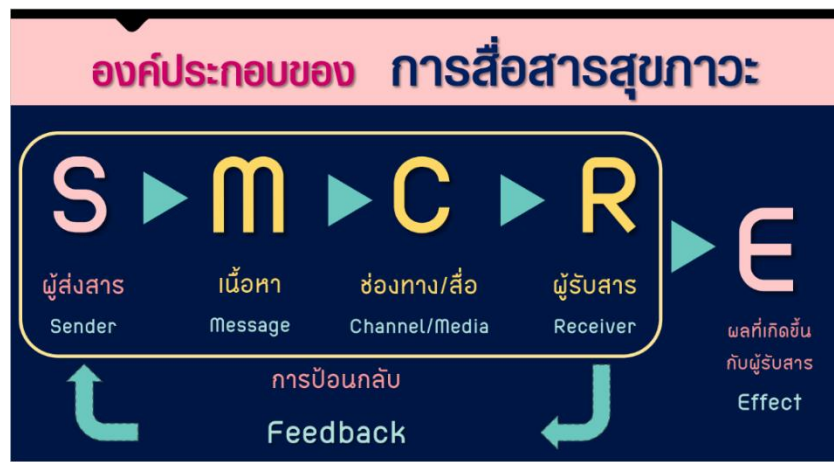 องค์ประกอบของ การสื่อสารสุขภาวะ
S M C R E
ผู้ส่งสาร เนื้อหา ช่องทาง/สื่อ ผู้รับสาร
Sender Message Channel/Media Receiver
ผลที่เกิดขึ้น
กับผู้รับสาร
Effect
การป้อนกลับ
Feedback